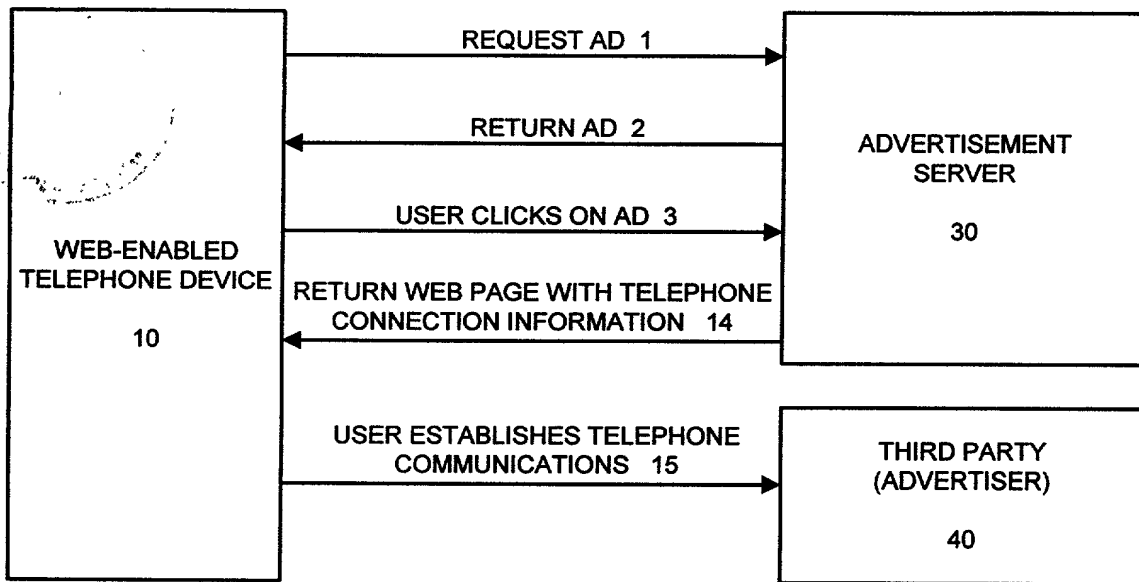 REQUEST AD 1
RETURN AD 2
USER CLICKS ON AD 3
RETURN WEB PAGE WITH TELEPHONE
CONNECTION INFORMATION 14
USER ESTABLISHES TELEPHONE
COMMUNICATIONS 15
WEB-ENABLED
TELEPHONE DEVICE
10
ADVERTISEMENT
SERVER
30
THIRD PARTY
(ADVERTISER)
40